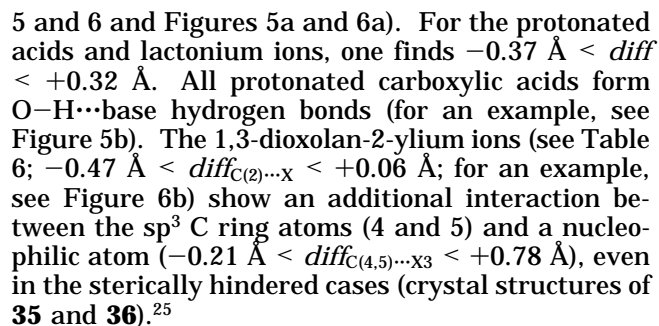 5 and 6 and Figures 5a and 6a). For the protonated
acids and lactonium ions, one finds −0.37 Å < diff
< +0.32 Å. All protonated carboxylic acids form
O−H···base hydrogen bonds (for an example, see
Figure 5b). The 1,3-dioxolan-2-ylium ions (see Table
6; −0.47 Å < diff_C(2)···X < +0.06 Å; for an example,
see Figure 6b) show an additional interaction be-
tween the sp³ C ring atoms (4 and 5) and a nucleo-
philic atom (−0.21 Å < diff_C(4,5)···X3 < +0.78 Å), even
in the sterically hindered cases (crystal structures of
35 and 36).²⁵